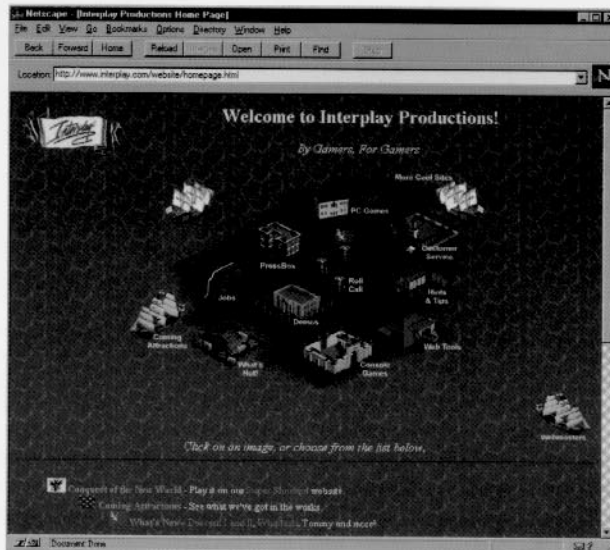 Netscape - [Interplay Productions Home Page]
File Edit View Go Bookmarks Options Directory Window Help
Back Forward Home Reload Open Print Find
Location: http://www.interplay.com/website/homepage.html
N
Interplay
Welcome to Interplay Productions!
By Gamers, For Gamers
More Cool Sites
PC Games
Customer Service
PressBox
Roll Call
Hints & Tips
Jobs
Demos
Coming Attractions
What's Hot!
Console Games
Web Tools
Webmasters
Click on an image, or choose from the list below.
Conquest of the New World - Play it on our website
Coming Attractions - See what we've got in the works.
What's New - Descent I and II, Tommy and more!
Document: Done